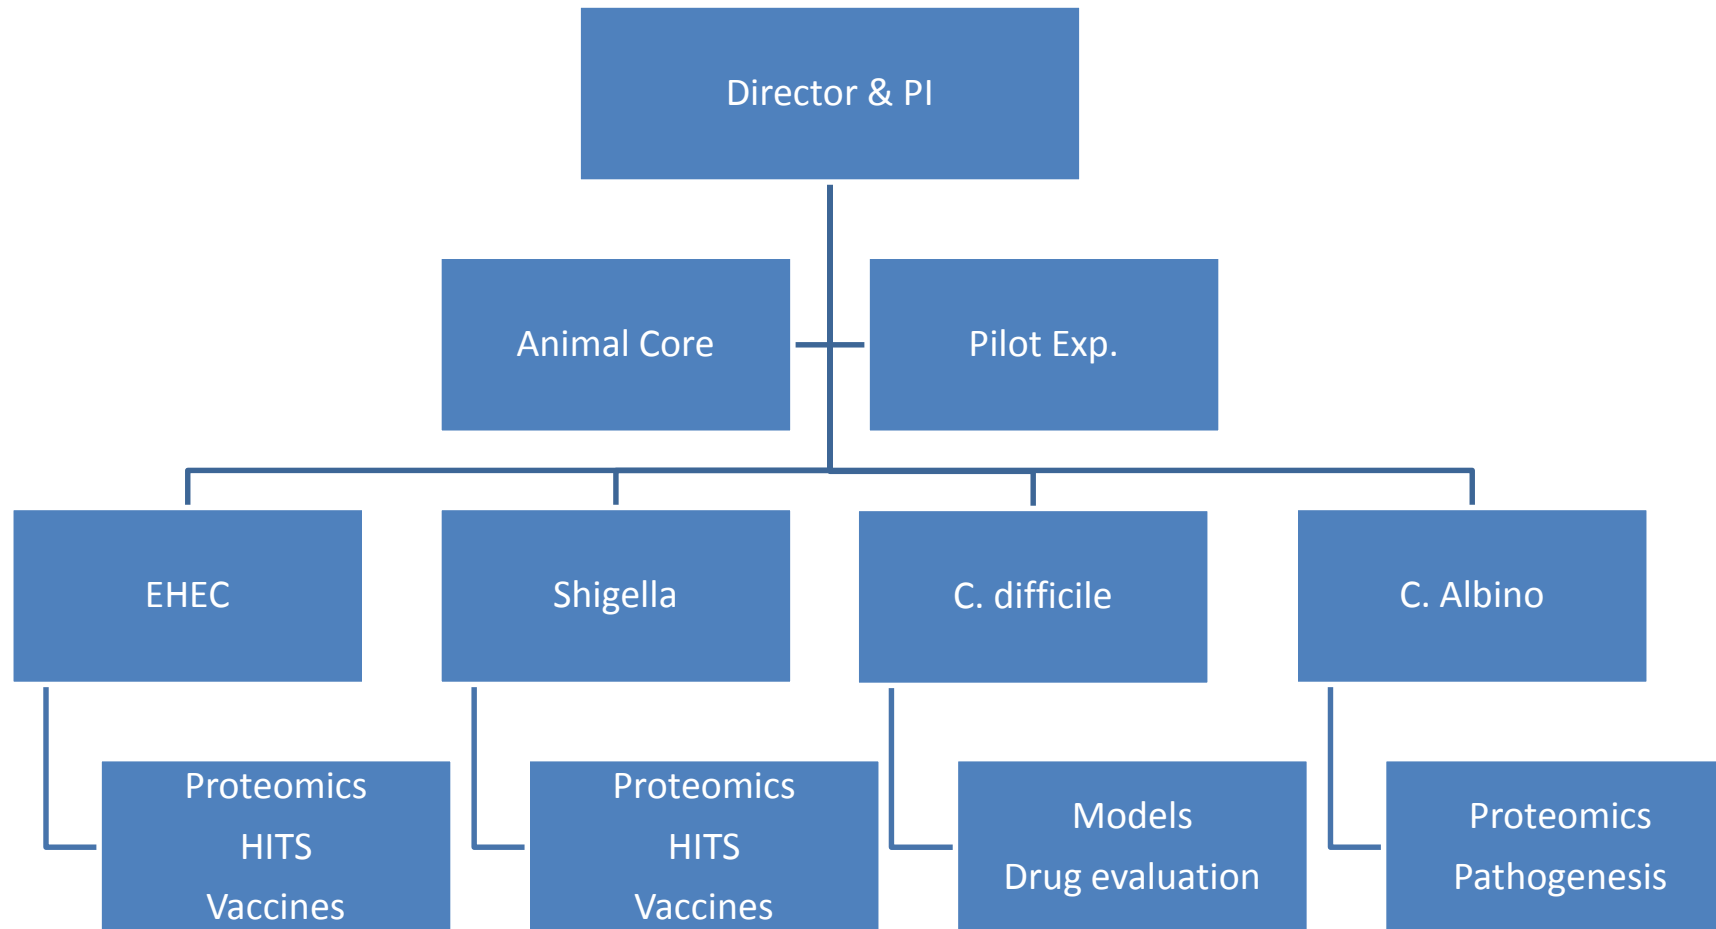 Director & PI
Animal Core
Pilot Exp.
EHEC
Shigella
C. difficile
C. Albino
Proteomics
HITS
Vaccines
Proteomics
HITS
Vaccines
Models
Drug evaluation
Proteomics
Pathogenesis